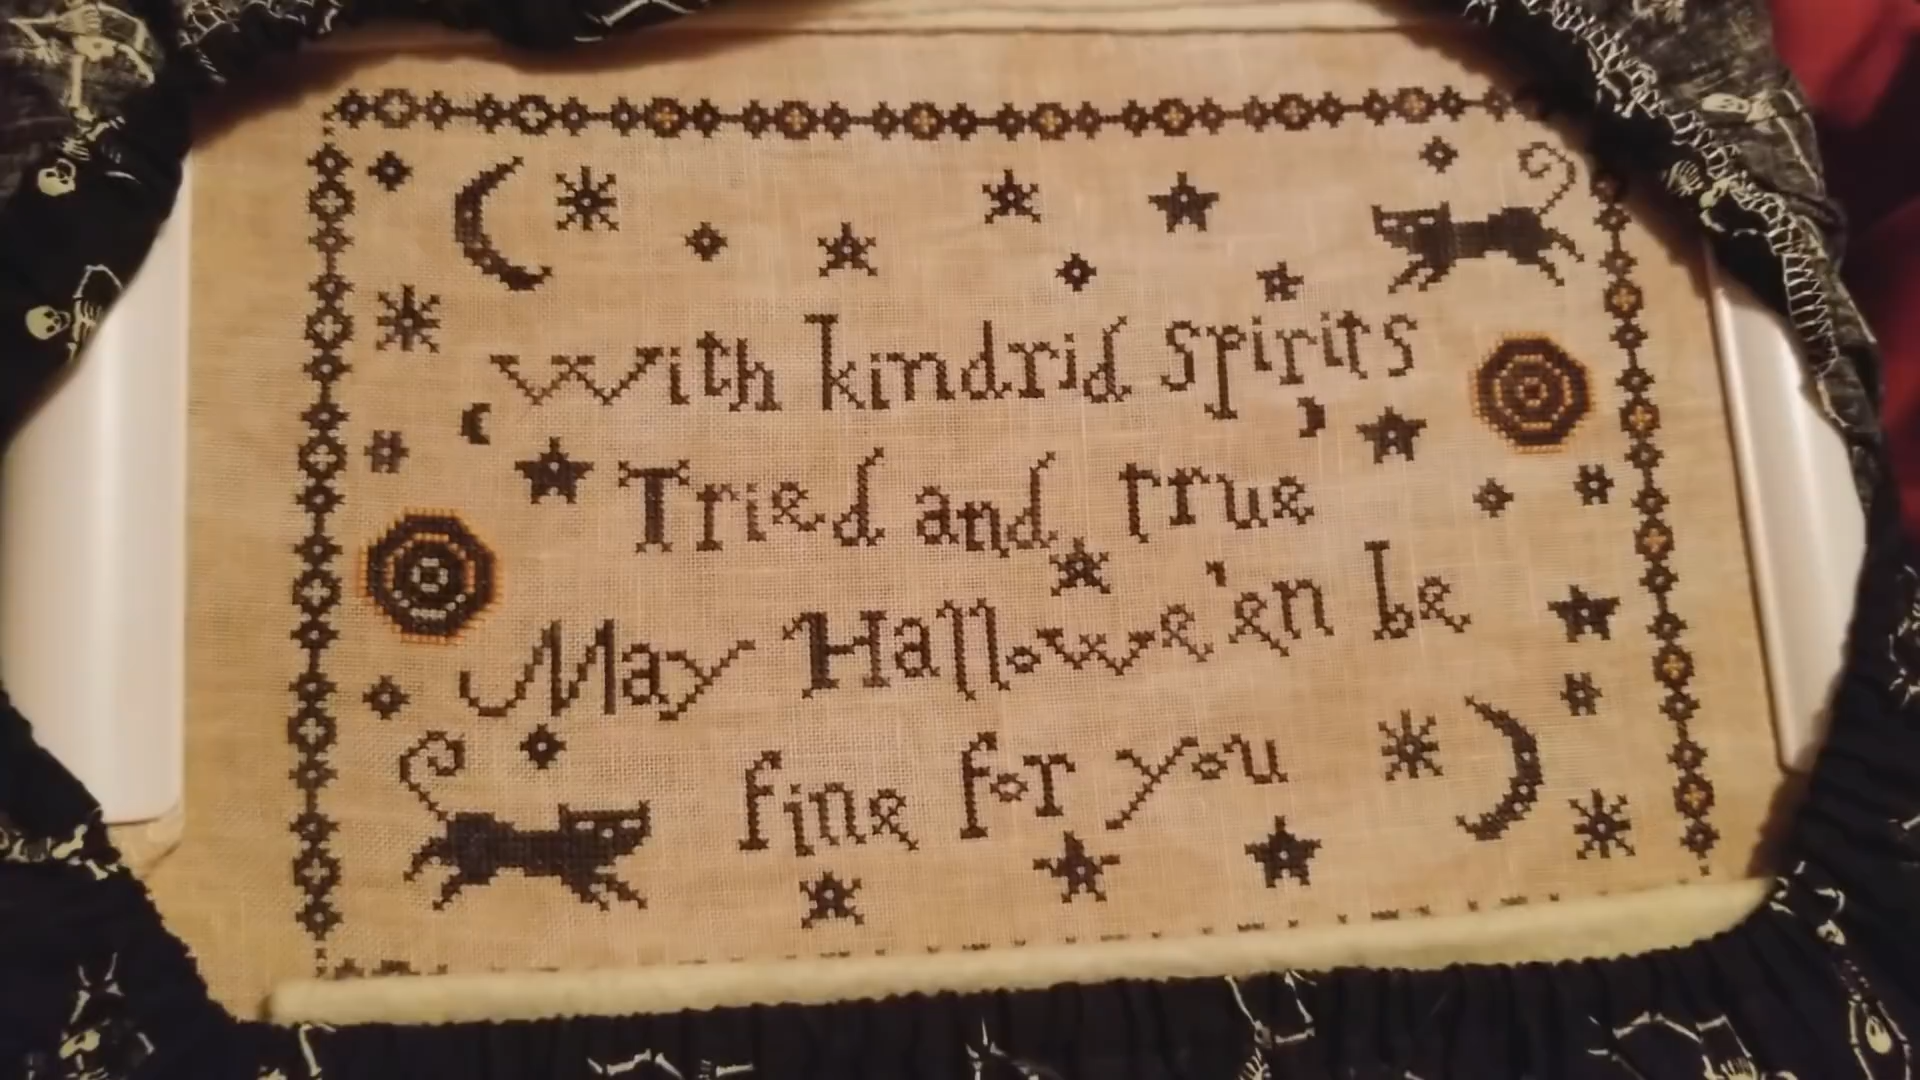 with kindrid spirits
Tried and true
May Hallowe'en be
fine for you